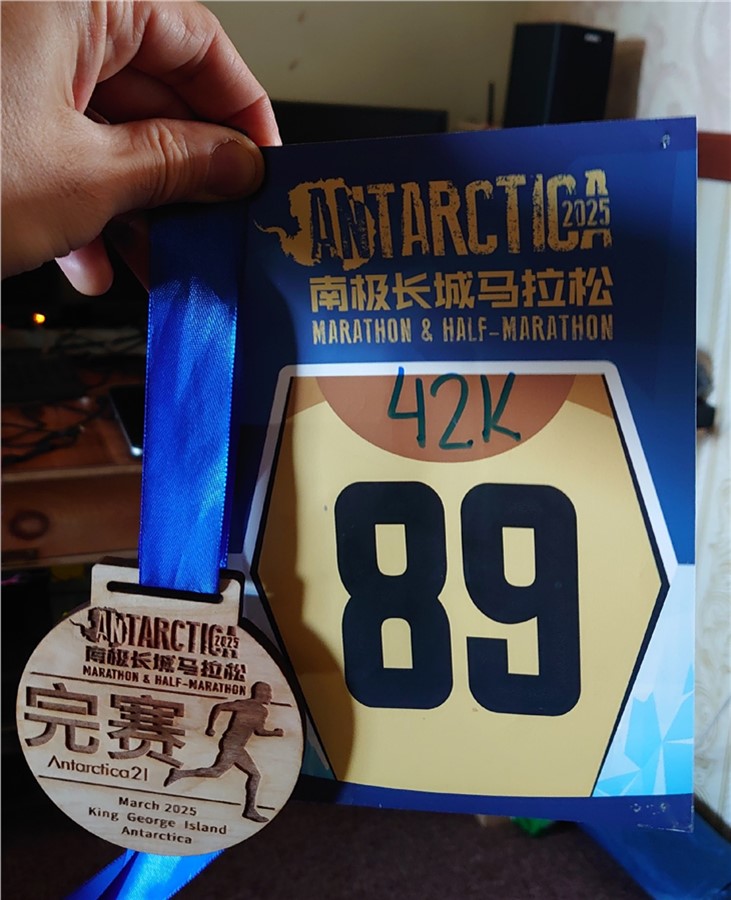 ANTARCTICA
2025
南极长城马拉松
MARATHON & HALF-MARATHON
42K
89
ANTARCTICA
2025
南极长城马拉松
MARATHON & HALF-MARATHON
完赛
Antarctica21
March 2025
King George Island
Antarctica